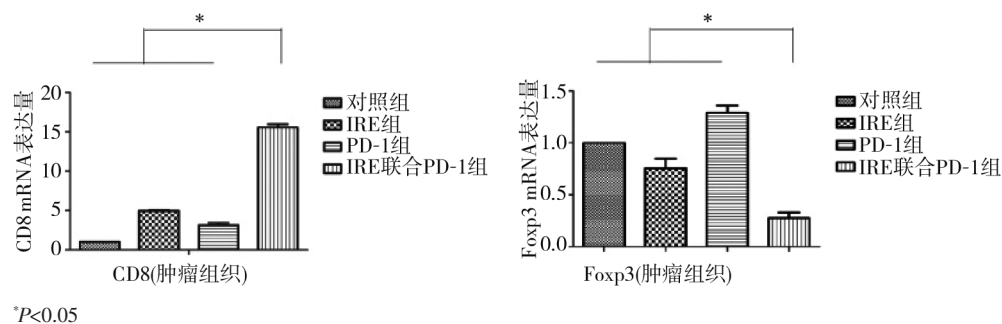 *
CD8 mRNA表达量
20
15
10
5
0
对照组
IRE组
PD-1组
IRE联合PD-1组
CD8(肿瘤组织)
*
Foxp3 mRNA表达量
1.5
1.0
0.5
0.0
对照组
IRE组
PD-1组
IRE联合PD-1组
Foxp3(肿瘤组织)
*P<0.05